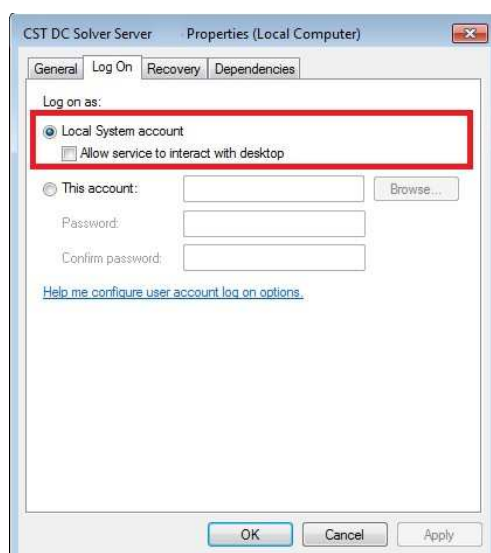 CST DC Solver Server Properties (Local Computer)
General Log On Recovery Dependencies
Log on as:
Local System account
Allow service to interact with desktop
This account: Browse...
Password:
Confirm password:
Help me configure user account log on options.
OK Cancel Apply